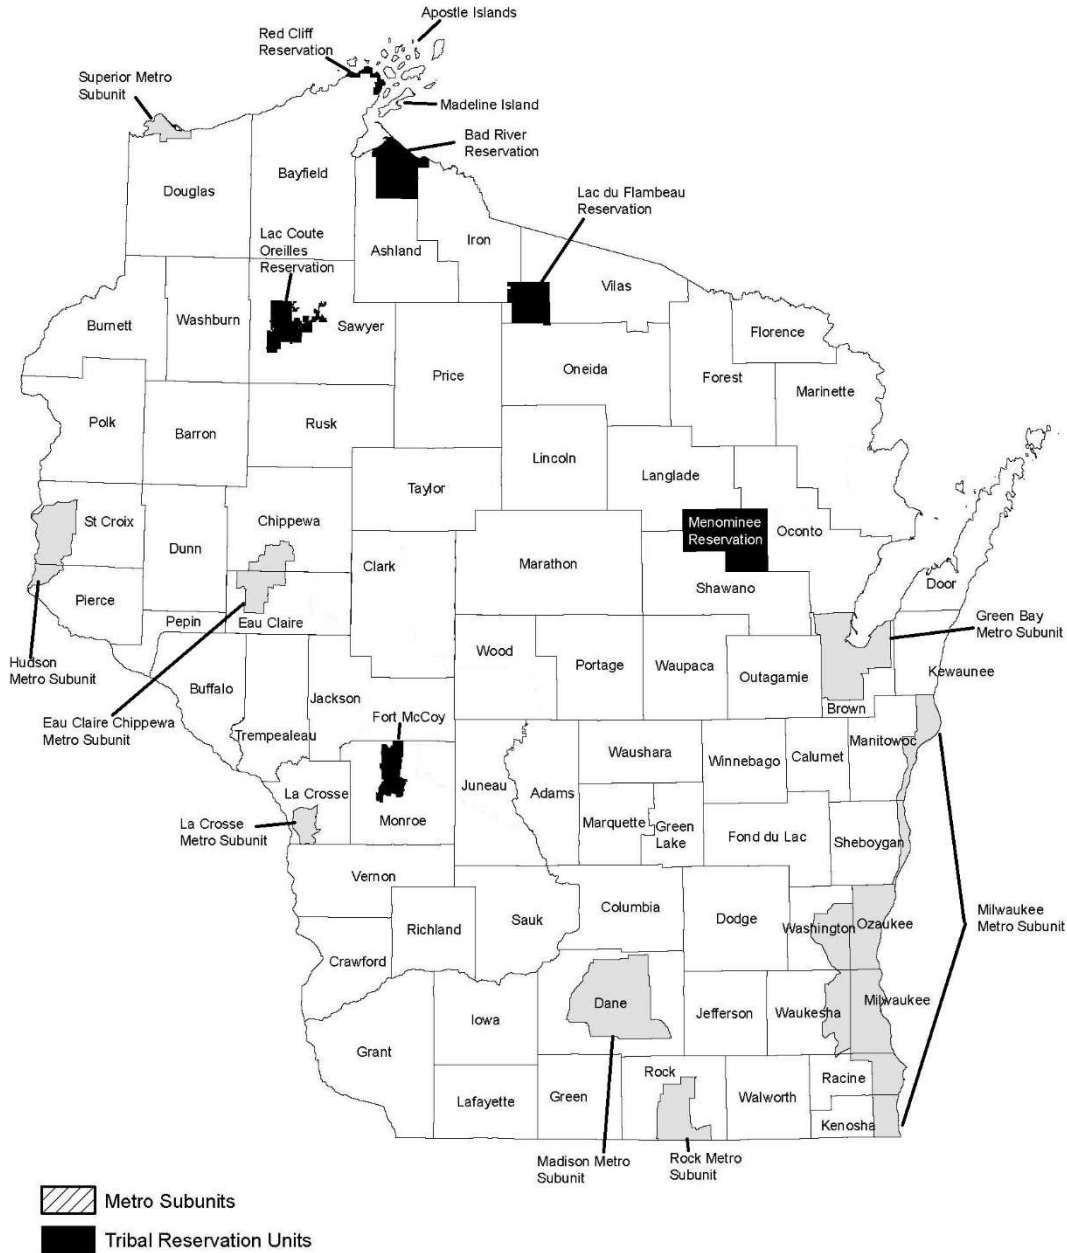 Apostle Islands
Red Cliff
Reservation
Superior Metro
Subunit
Madeline Island
Bad River
Reservation
Bayfield
Douglas
Lac du Flambeau
Reservation
Lac Coute
Oreilles
Reservation
Ashland
Iron
Vilas
Burnett
Washburn
Sawyer
Florence
Price
Oneida
Forest
Marinette
Polk
Barron
Rusk
Lincoln
Langlade
Taylor
St Croix
Chippewa
Menominee
Reservation
Oconto
Dunn
Clark
Marathon
Shawano
Door
Pierce
Pepin
Eau Claire
Green Bay
Metro Subunit
Hudson
Metro Subunit
Wood
Portage
Waupaca
Outagamie
Kewaunee
Buffalo
Jackson
Brown
Eau Claire Chippewa
Metro Subunit
Trempealeau
Fort McCoy
Waushara
Winnebago
Calumet
Manitowoc
La Crosse
Juneau
Adams
La Crosse
Metro Subunit
Monroe
Marquette
Green
Lake
Fond du Lac
Sheboygan
Vernon
Columbia
Dodge
Richland
Sauk
Washington
Ozaukee
Milwaukee
Metro Subunit
Crawford
Dane
Iowa
Jefferson
Waukesha
Milwaukee
Grant
Rock
Racine
Lafayette
Green
Walworth
Kenosha
Madison Metro
Subunit
Rock Metro
Subunit
Metro Subunits
Tribal Reservation Units